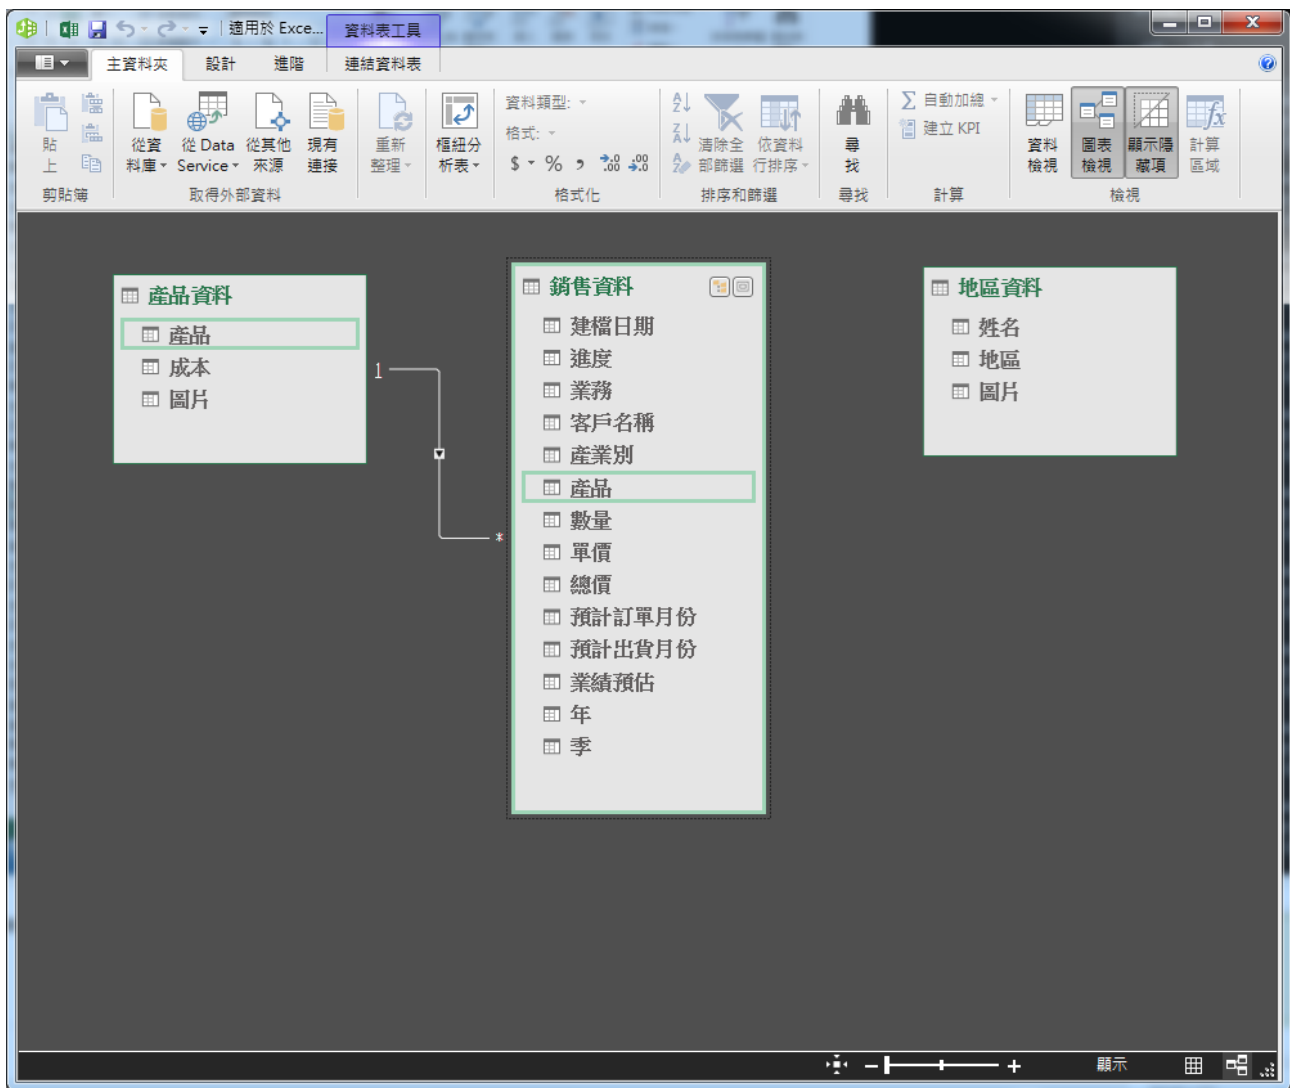 適用於 Exce...
資料表工具
主資料夾 設計 進階 連結資料表
貼上
剪貼簿
從資料庫
從 Data Service
從其他來源
現有連接
取得外部資料
重新整理
樞紐分析表
資料類型:
格式:
$ % , .00 .00
格式化
清除全部篩選
依資料行排序
排序和篩選
尋找
尋找
Σ 自動加總
建立 KPI
計算
資料檢視
圖表檢視
顯示隱藏項
計算區域
檢視
產品資料
產品
成本
圖片
1
*
銷售資料
建檔日期
進度
業務
客戶名稱
產業別
產品
數量
單價
總價
預計訂單月份
預計出貨月份
業績預估
年
季
地區資料
姓名
地區
圖片
顯示